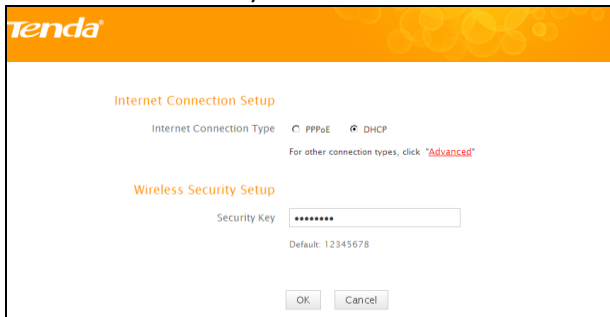 Tenda®
Internet Connection Setup
Internet Connection Type PPPoE DHCP
For other connection types, click "Advanced"
Wireless Security Setup
Security Key ••••••••
Default: 12345678
OK Cancel